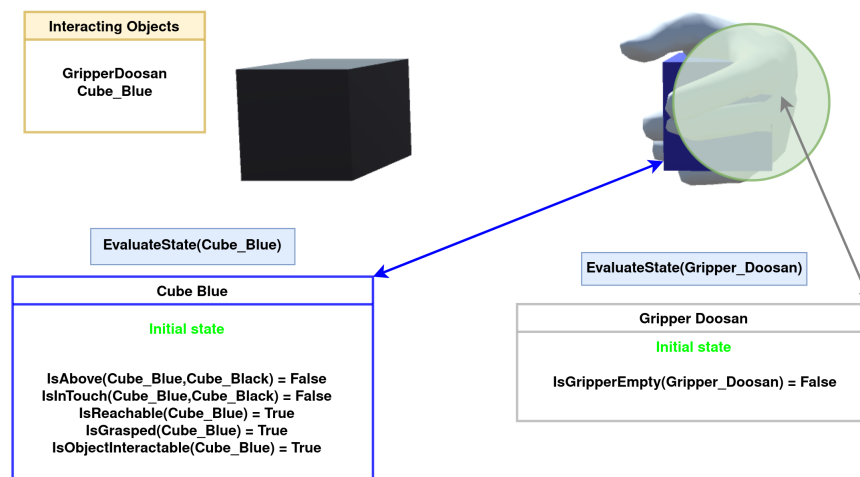 Interacting Objects
GripperDoosan
Cube_Blue
EvaluateState(Cube_Blue)
Cube Blue
Initial state
IsAbove(Cube_Blue,Cube_Black) = False
IsInTouch(Cube_Blue,Cube_Black) = False
IsReachable(Cube_Blue) = True
IsGrasped(Cube_Blue) = True
IsObjectInteractable(Cube_Blue) = True
EvaluateState(Gripper_Doosan)
Gripper Doosan
Initial state
IsGripperEmpty(Gripper_Doosan) = False